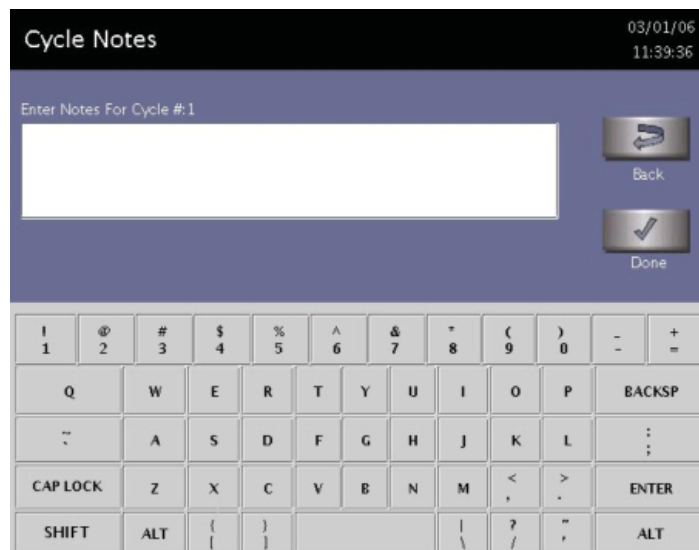 Cycle Notes
03/01/06
11:39:36
Enter Notes For Cycle #:1
Back
Done
! @ # $ % ^ & * ( ) _ +
1 2 3 4 5 6 7 8 9 0 - =
Q W E R T Y U I O P BACKSP
~ :
` A S D F G H J K L ;
CAP LOCK Z X C V B N M < > ENTER
, .
SHIFT ALT { } | ? " ALT
[ ] \ / '